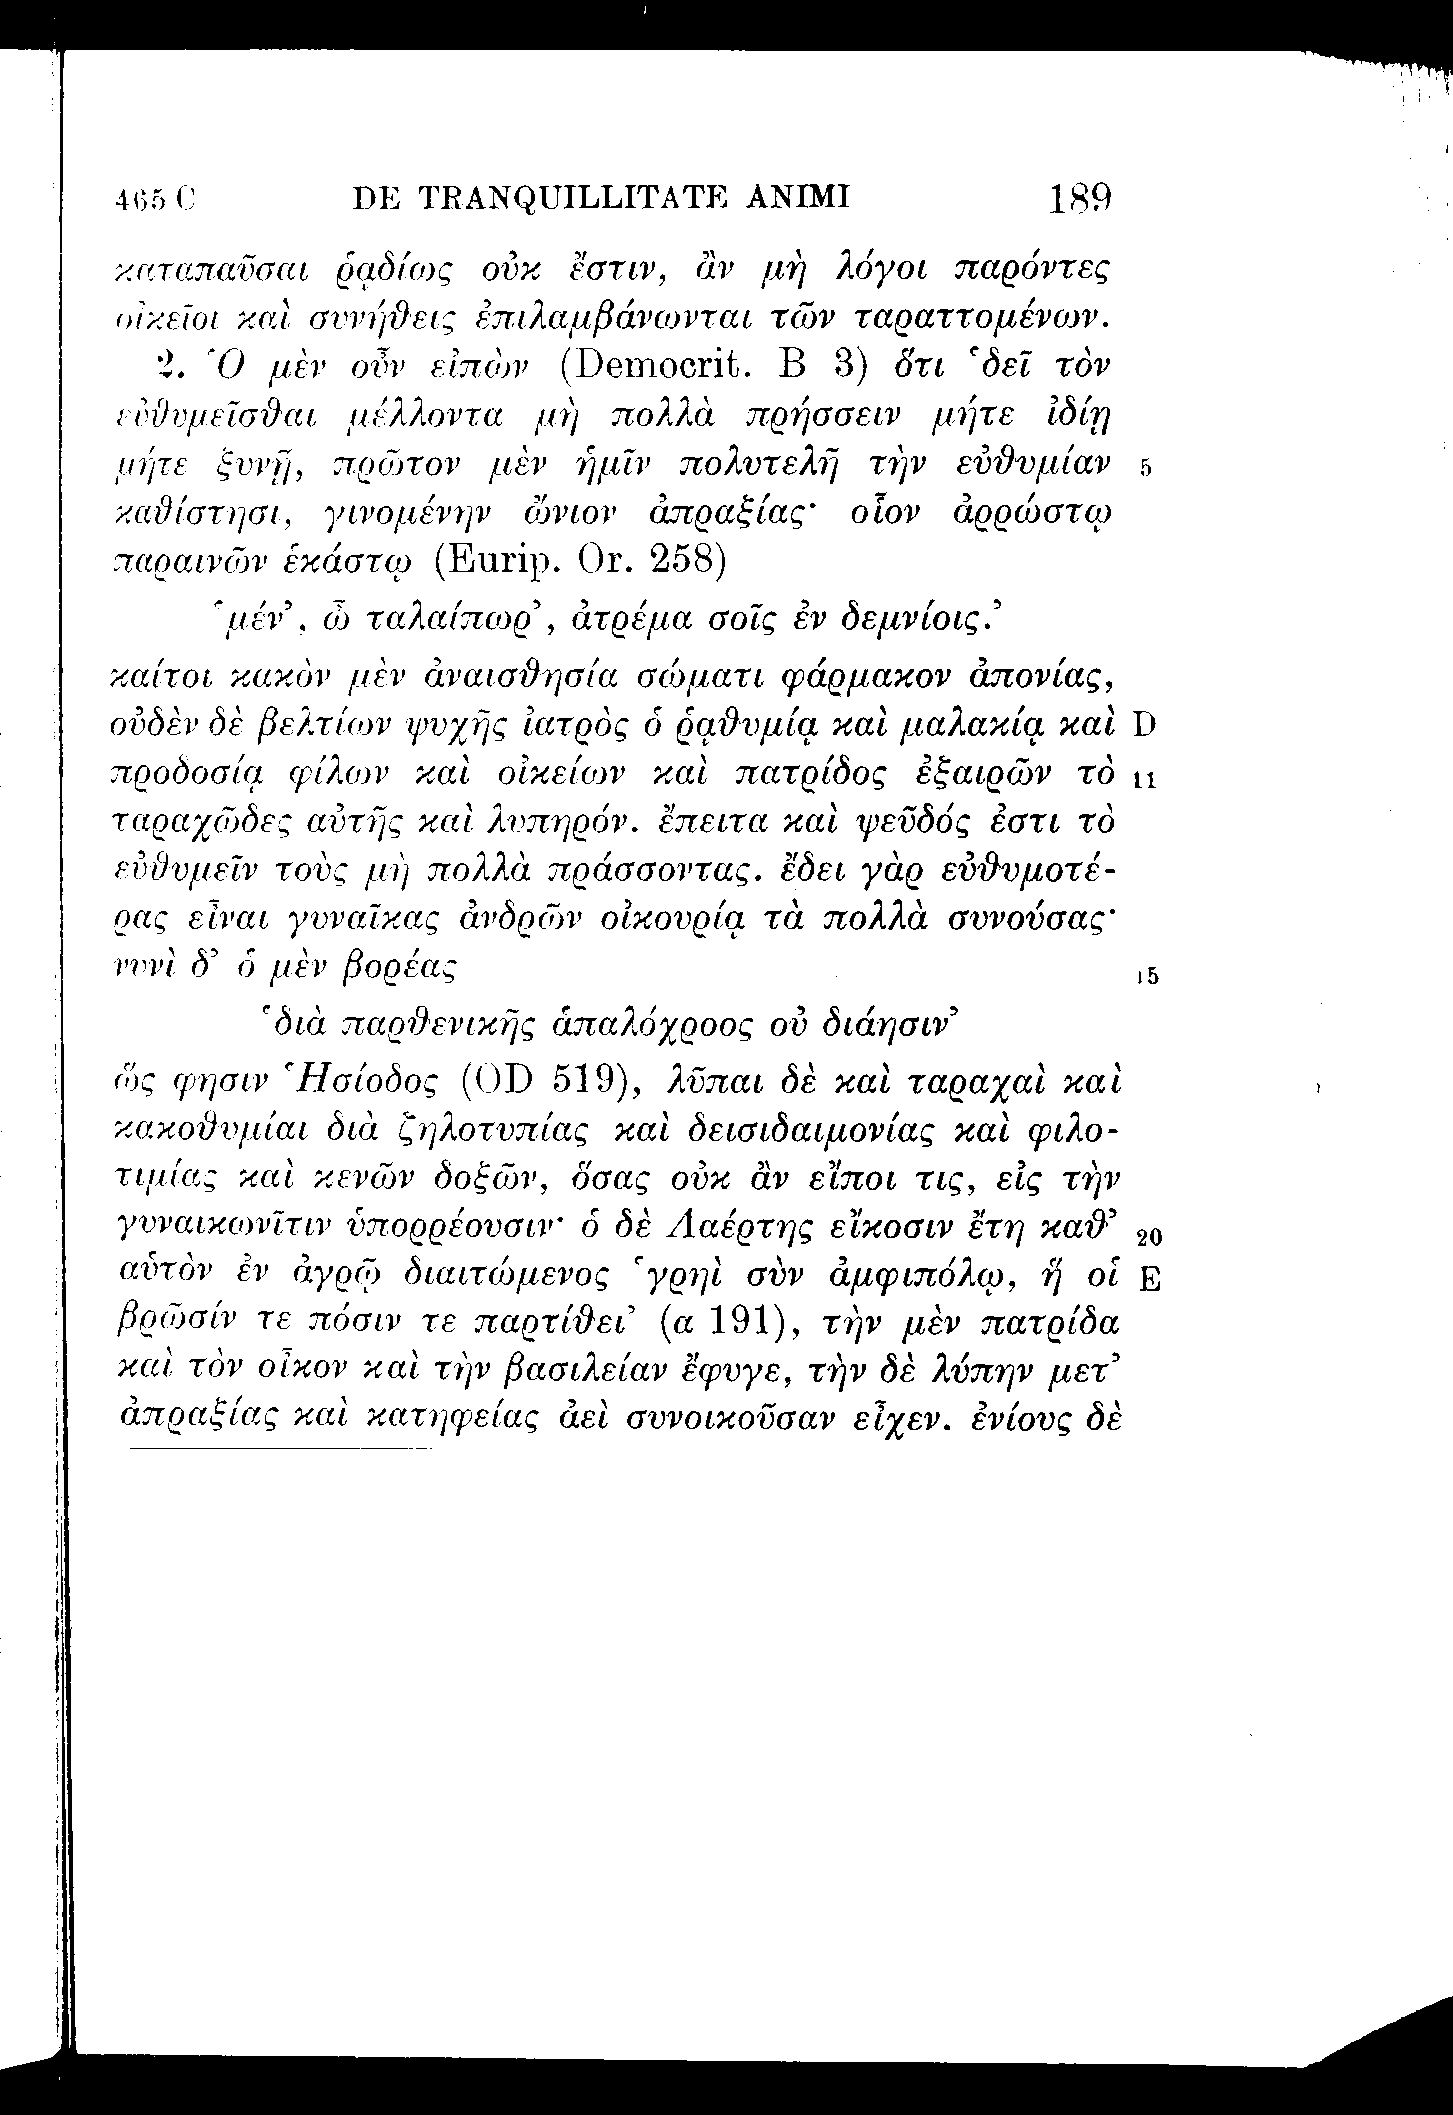 465 C DE TRANQUILLITATE ANIMI 189
καταπαῦσαι ῥᾳδίως οὐκ ἔστιν, ἂν μὴ λόγοι παρόντες
οἰκεῖοι καὶ συνήθεις ἐπιλαμβάνωνται τῶν ταραττομένων.
2. Ὁ μὲν οὖν εἰπὼν (Democrit. B 3) ὅτι ‘δεῖ τὸν
εὐθυμεῖσθαι μέλλοντα μὴ πολλὰ πρήσσειν μήτε ἰδίῃ
μήτε ξυνῇ, πρῶτον μὲν ἡμῖν πολυτελῆ τὴν εὐθυμίαν 5
καθίστησι, γινομένην ὤνιον ἀπραξίας· οἷον ἀρρώστῳ
παραινῶν ἑκάστῳ (Eurip. Or. 258)
‘μέν’, ὦ ταλαίπωρ’, ἀτρέμα σοῖς ἐν δεμνίοις.’
καίτοι κακὸν μὲν ἀναισθησία σώματι φάρμακον ἀπονίας,
οὐδὲν δὲ βελτίων ψυχῆς ἰατρὸς ὁ ῥᾳθυμίᾳ καὶ μαλακίᾳ καὶ D
προδοσίᾳ φίλων καὶ οἰκείων καὶ πατρίδος ἐξαιρῶν τὸ 11
ταραχῶδες αὐτῆς καὶ λυπηρόν. ἔπειτα καὶ ψεῦδός ἐστι τὸ
εὐθυμεῖν τοὺς μὴ πολλὰ πράσσοντας. ἔδει γὰρ εὐθυμοτέ-
ρας εἶναι γυναῖκας ἀνδρῶν οἰκουρίᾳ τὰ πολλὰ συνούσας·
νυνὶ δ’ ὁ μὲν βορέας 15
‘διὰ παρθενικῆς ἁπαλόχροος οὐ διάησιν’
ὥς φησιν Ἡσίοδος (OD 519), λῦπαι δὲ καὶ ταραχαὶ καὶ
κακοθυμίαι διὰ ζηλοτυπίας καὶ δεισιδαιμονίας καὶ φιλο-
τιμίας καὶ κενῶν δοξῶν, ὅσας οὐκ ἂν εἴποι τις, εἰς τὴν
γυναικωνῖτιν ὑπορρέουσιν· ὁ δὲ Λαέρτης εἴκοσιν ἔτη καθ’ 20
αὑτὸν ἐν ἀγρῷ διαιτώμενος ‘γρηὶ σὺν ἀμφιπόλῳ, ἥ οἱ E
βρῶσίν τε πόσιν τε παρτίθει’ (α 191), τὴν μὲν πατρίδα
καὶ τὸν οἶκον καὶ τὴν βασιλείαν ἔφυγε, τὴν δὲ λύπην μετ’
ἀπραξίας καὶ κατηφείας ἀεὶ συνοικοῦσαν εἶχεν. ἐνίους δὲ